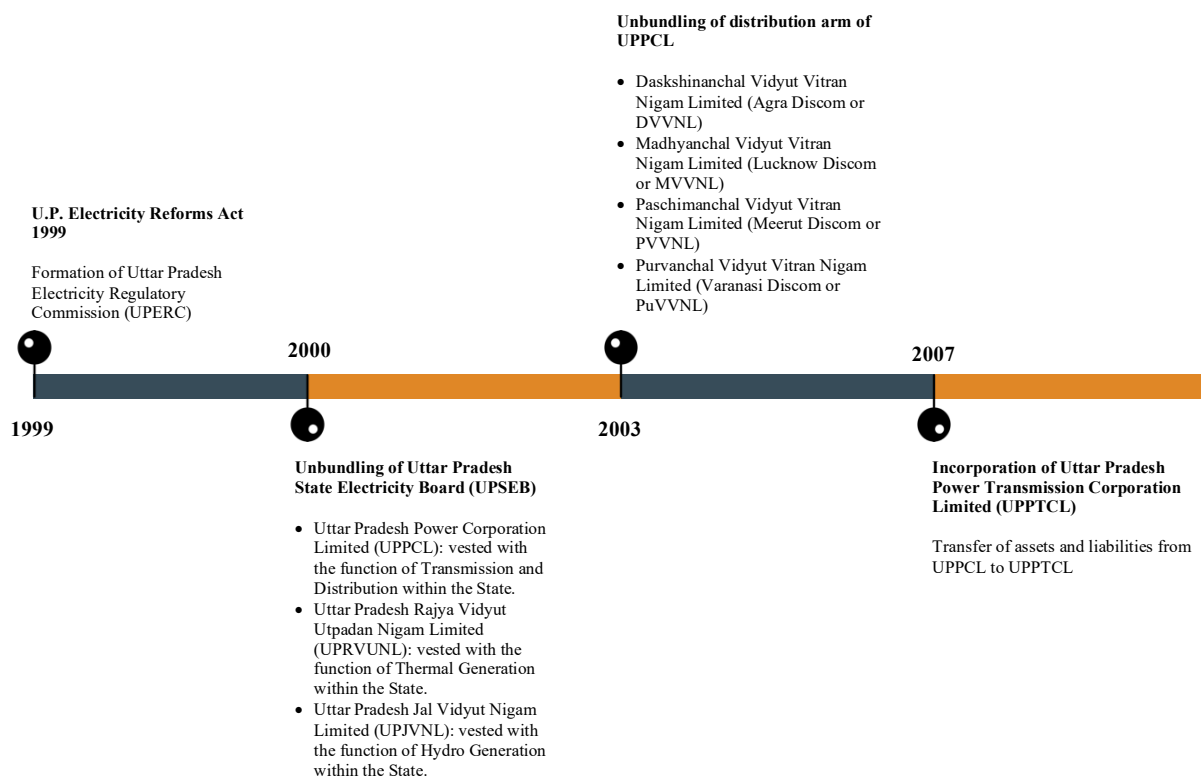 U.P. Electricity Reforms Act
1999
Formation of Uttar Pradesh
Electricity Regulatory
Commission (UPERC)
1999
2000
Unbundling of Uttar Pradesh
State Electricity Board (UPSEB)
• Uttar Pradesh Power Corporation
Limited (UPPCL): vested with
the function of Transmission and
Distribution within the State.
• Uttar Pradesh Rajya Vidyut
Utpadan Nigam Limited
(UPRVUNL): vested with the
function of Thermal Generation
within the State.
• Uttar Pradesh Jal Vidyut Nigam
Limited (UPJVNL): vested with
the function of Hydro Generation
within the State.
Unbundling of distribution arm of
UPPCL
• Daskshinanchal Vidyut Vitran
Nigam Limited (Agra Discom or
DVVNL)
• Madhyanchal Vidyut Vitran
Nigam Limited (Lucknow Discom
or MVVNL)
• Paschimanchal Vidyut Vitran
Nigam Limited (Meerut Discom or
PVVNL)
• Purvanchal Vidyut Vitran Nigam
Limited (Varanasi Discom or
PuVVNL)
2003
2007
Incorporation of Uttar Pradesh
Power Transmission Corporation
Limited (UPPTCL)
Transfer of assets and liabilities from
UPPCL to UPPTCL